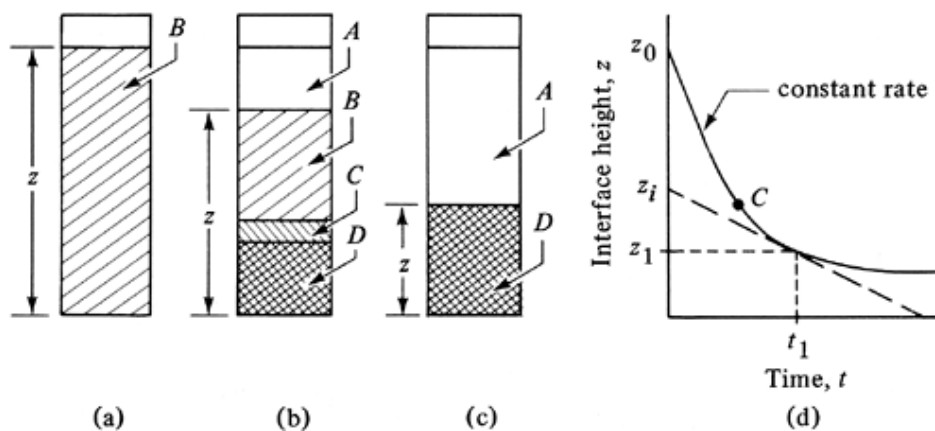 B
z
(a)
A
B
C
D
z
(b)
A
D
z
(c)
z0
zi
z1
Interface height, z
constant rate
C
t1
Time, t
(d)